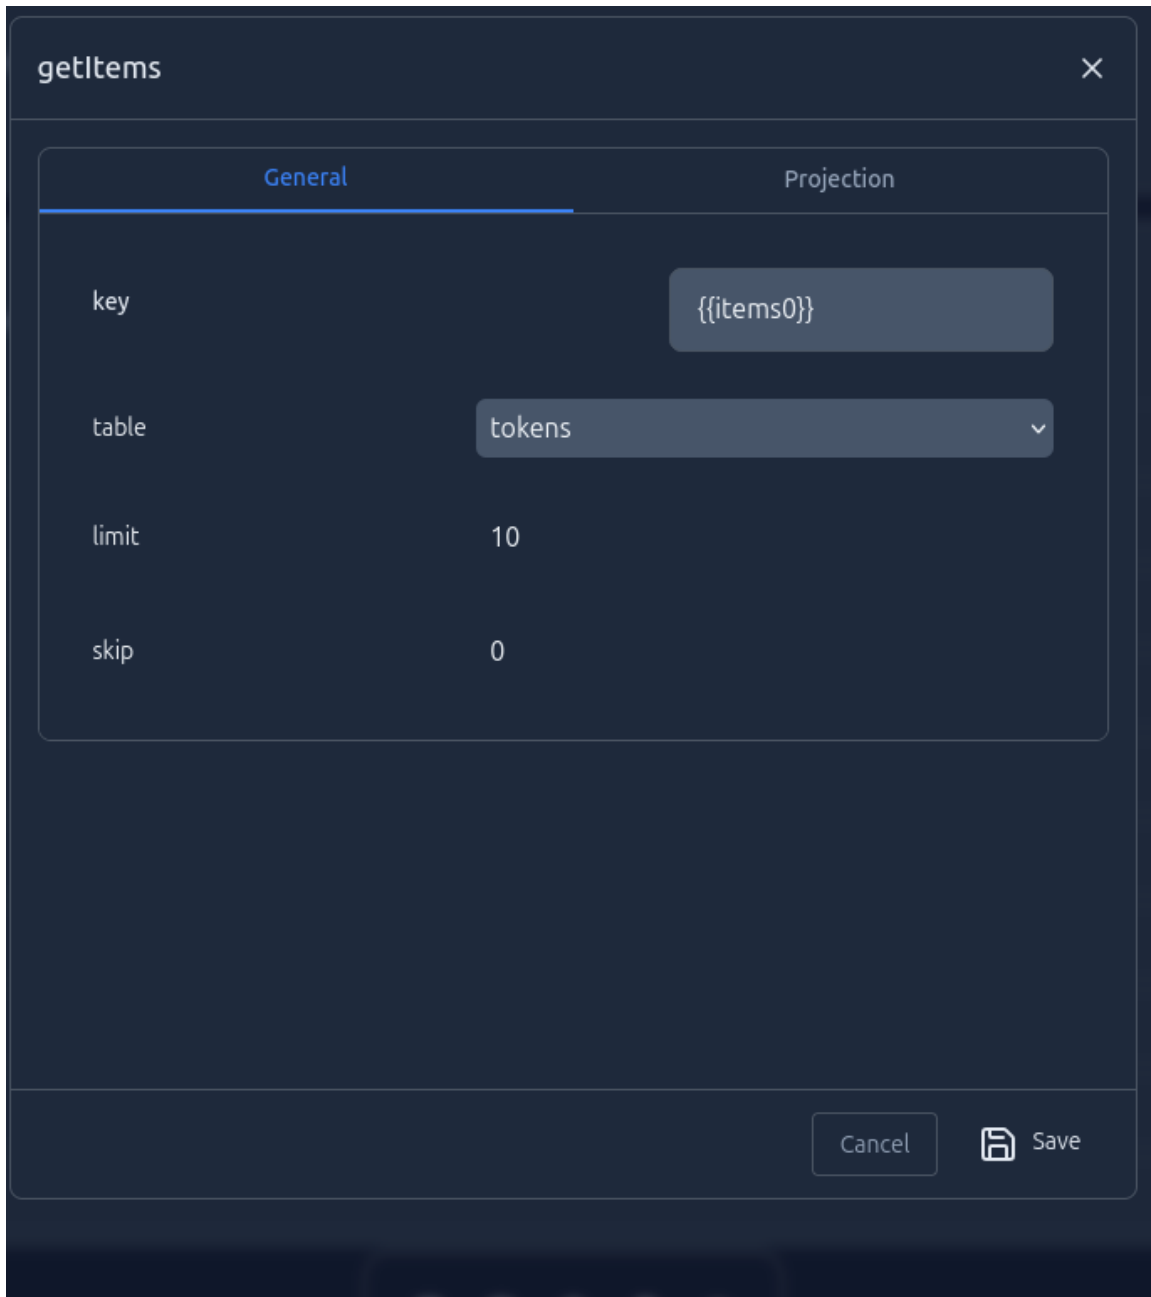 getItems
General
Projection
key
{{items0}}
table
tokens
limit
10
skip
0
Cancel
Save